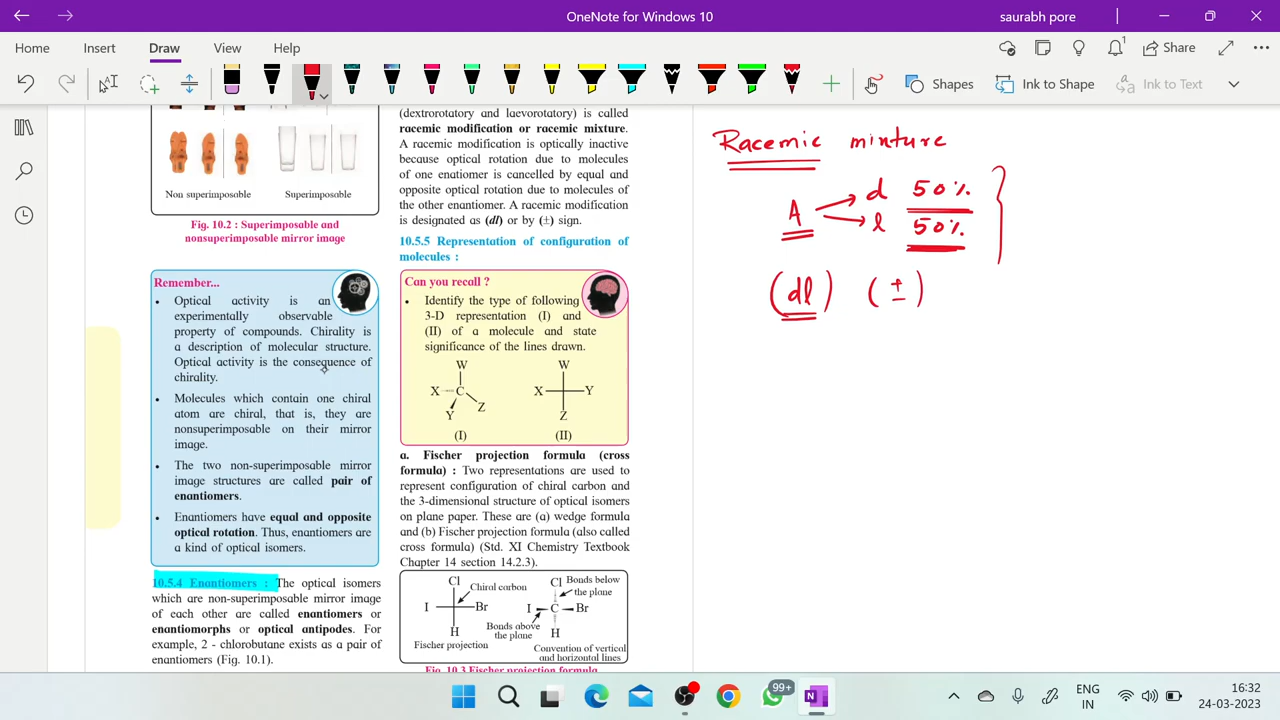 OneNote for Windows 10
saurabh pore
Home Insert Draw View Help
Share
Shapes
Ink to Shape
Ink to Text
Non superimposable
Superimposable
Fig. 10.2 : Superimposable and
nonsuperimposable mirror image
Remember...
• Optical activity is an
experimentally observable
property of compounds. Chirality is
a description of molecular structure.
Optical activity is the consequence of
chirality.
• Molecules which contain one chiral
atom are chiral, that is, they are
nonsuperimposable on their mirror
image.
• The two non-superimposable mirror
image structures are called pair of
enantiomers.
• Enantiomers have equal and opposite
optical rotation. Thus, enantiomers are
a kind of optical isomers.
10.5.4 Enantiomers : The optical isomers
which are non-superimposable mirror image
of each other are called enantiomers or
enantiomorphs or optical antipodes. For
example, 2 - chlorobutane exists as a pair of
enantiomers (Fig. 10.1).
(dextrorotatory and laevorotatory) is called
racemic modification or racemic mixture.
A racemic modification is optically inactive
because optical rotation due to molecules
of one enatiomer is cancelled by equal and
opposite optical rotation due to molecules of
the other enantiomer. A racemic modification
is designated as (dl) or by (±) sign.
10.5.5 Representation of configuration of
molecules :
Can you recall ?
• Identify the type of following
3-D representation (I) and
(II) of a molecule and state
significance of the lines drawn.
W
X C
Y
Z
(I)
W
X Y
Z
(II)
a. Fischer projection formula (cross
formula) : Two representations are used to
represent configuration of chiral carbon and
the 3-dimensional structure of optical isomers
on plane paper. These are (a) wedge formula
and (b) Fischer projection formula (also called
cross formula) (Std. XI Chemistry Textbook
Chapter 14 section 14.2.3).
Cl
Chiral carbon
I Br
H
Fischer projection
Cl Bonds below
the plane
I C Br
Bonds above
the plane
H
Convention of vertical
and horizontal lines
Fig. 10.3 Fischer projection formula
Racemic mixture
A
d 50%
l 50%
(dl) (±)
99+
ENG
IN
16:32
24-03-2023